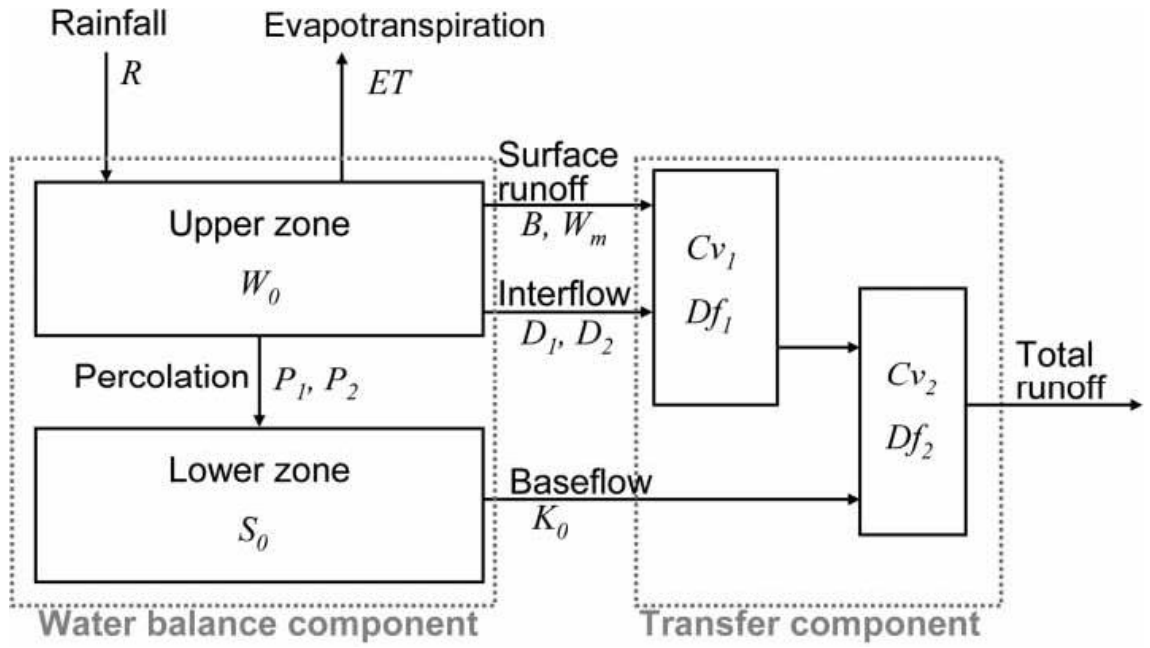 Rainfall
Evapotranspiration
R
ET
Surface
runoff
B, Wm
Upper zone
W0
Interflow
D1, D2
Cv1
Df1
Percolation
P1, P2
Total
runoff
Cv2
Df2
Lower zone
S0
Baseflow
K0
Water balance component
Transfer component